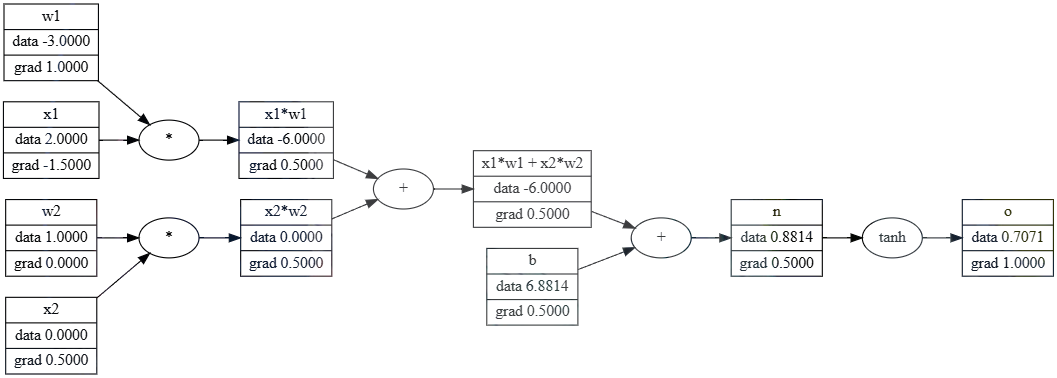 w1
data -3.0000
grad 1.0000
x1
data 2.0000
grad -1.5000
*
x1*w1
data -6.0000
grad 0.5000
w2
data 1.0000
grad 0.0000
*
x2*w2
data 0.0000
grad 0.5000
x2
data 0.0000
grad 0.5000
+
x1*w1 + x2*w2
data -6.0000
grad 0.5000
b
data 6.8814
grad 0.5000
+
n
data 0.8814
grad 0.5000
tanh
o
data 0.7071
grad 1.0000